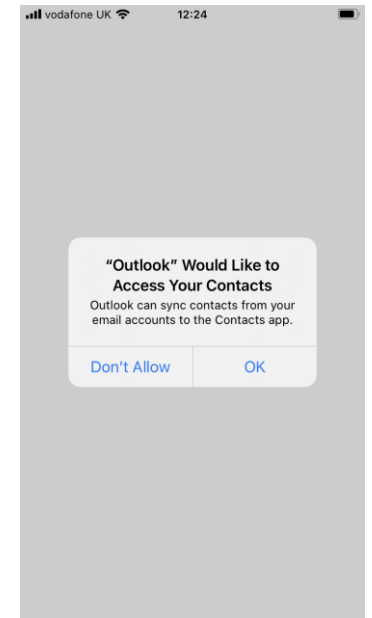 vodafone UK 12:24
“Outlook” Would Like to
Access Your Contacts
Outlook can sync contacts from your
email accounts to the Contacts app.
Don’t Allow OK